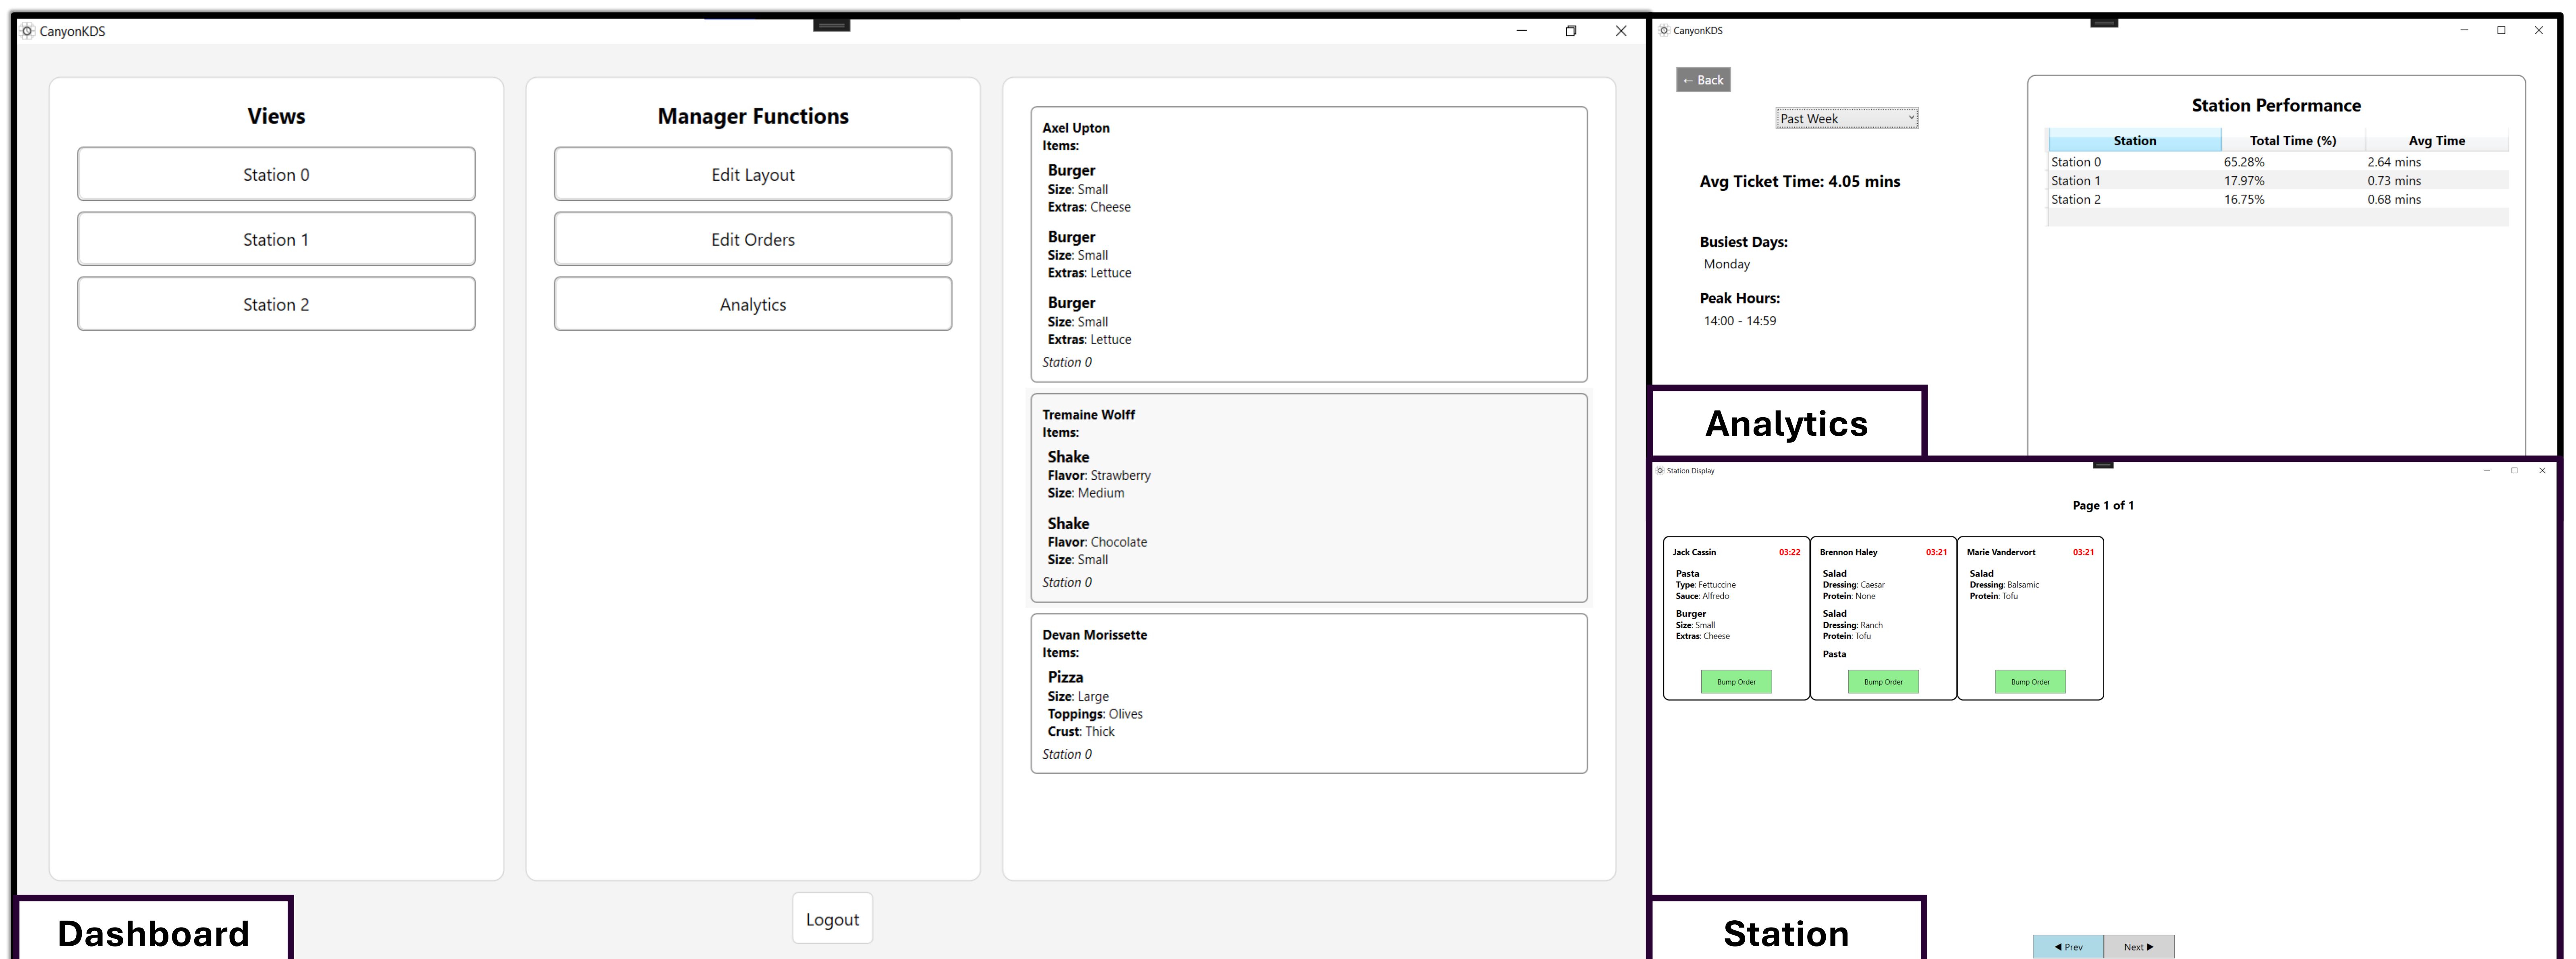 CanyonKDS
Views
Station 0
Station 1
Station 2
Manager Functions
Edit Layout
Edit Orders
Analytics
Axel Upton
Items:
Burger
Size: Small
Extras: Cheese
Burger
Size: Small
Extras: Lettuce
Burger
Size: Small
Extras: Lettuce
Station 0
Tremaine Wolff
Items:
Shake
Flavor: Strawberry
Size: Medium
Shake
Flavor: Chocolate
Size: Small
Station 0
Devan Morissette
Items:
Pizza
Size: Large
Toppings: Olives
Crust: Thick
Station 0
Logout
Dashboard
CanyonKDS
← Back
Past Week
Avg Ticket Time: 4.05 mins
Busiest Days:
Monday
Peak Hours:
14:00 - 14:59
Station Performance
Station Total Time (%) Avg Time
Station 0 65.28% 2.64 mins
Station 1 17.97% 0.73 mins
Station 2 16.75% 0.68 mins
Analytics
Station Display
Page 1 of 1
Jack Cassin 03:22
Pasta
Type: Fettuccine
Sauce: Alfredo
Burger
Size: Small
Extras: Cheese
Bump Order
Brennon Haley 03:21
Salad
Dressing: Caesar
Protein: None
Salad
Dressing: Ranch
Protein: Tofu
Pasta
Bump Order
Marie Vandervort 03:21
Salad
Dressing: Balsamic
Protein: Tofu
Bump Order
◀ Prev Next ▶
Station